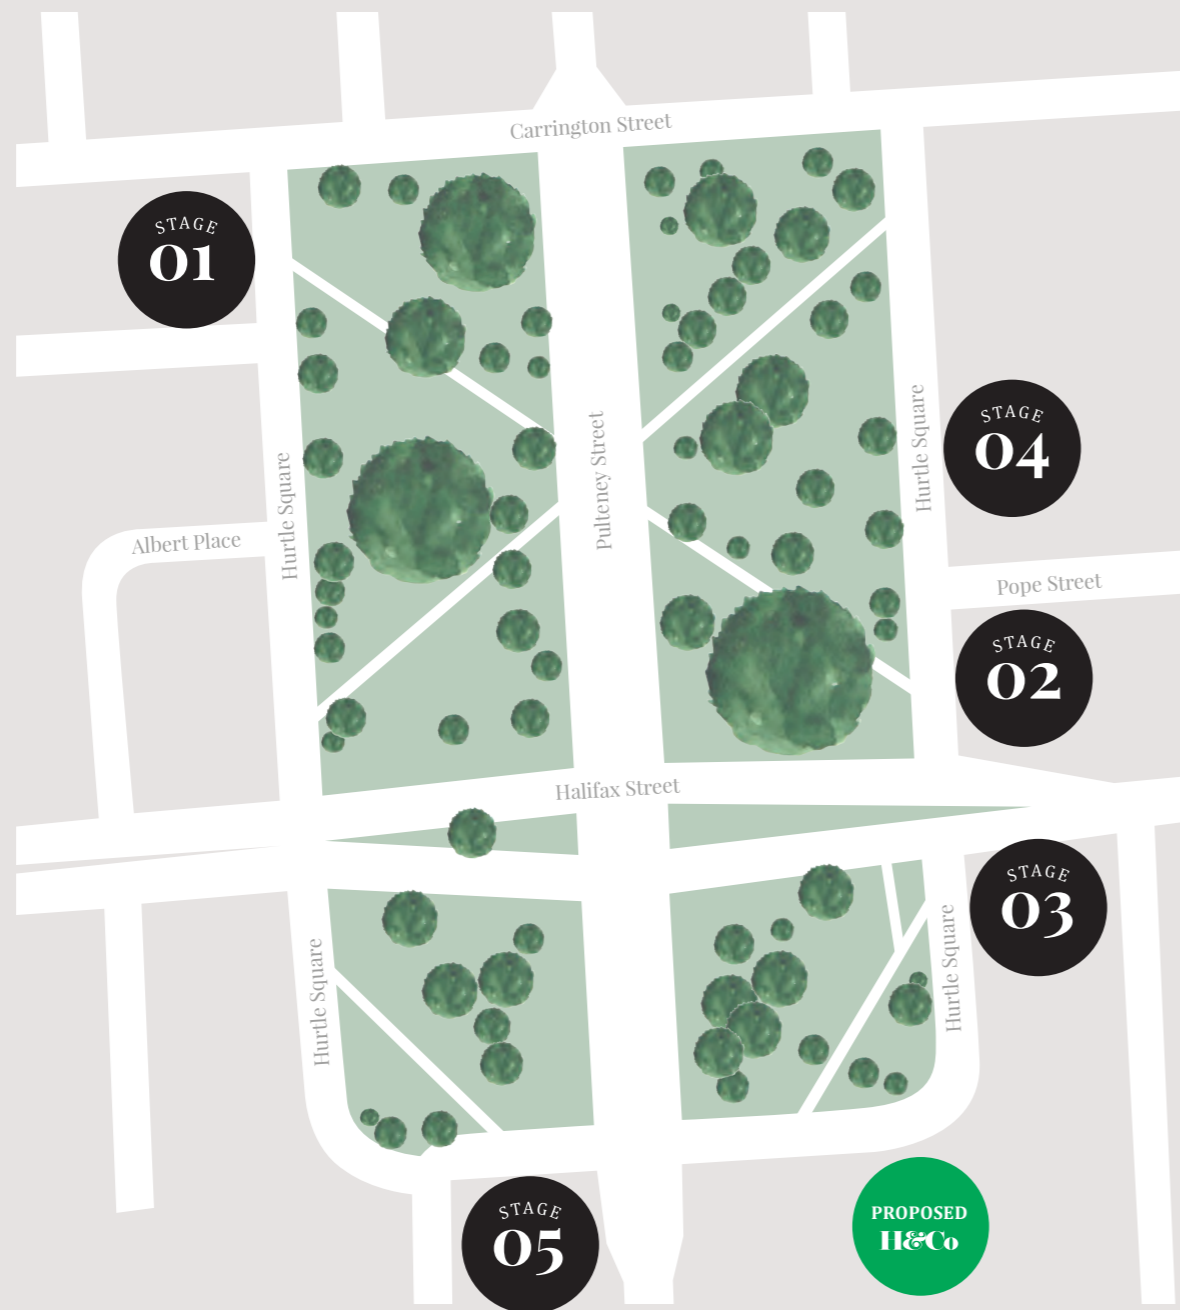 Carrington Street
STAGE
01
Hurtle Square
Pulteney Street
Hurtle Square
STAGE
04
Albert Place
Pope Street
STAGE
02
Halifax Street
STAGE
03
Hurtle Square
Hurtle Square
STAGE
05
PROPOSED
H&Co